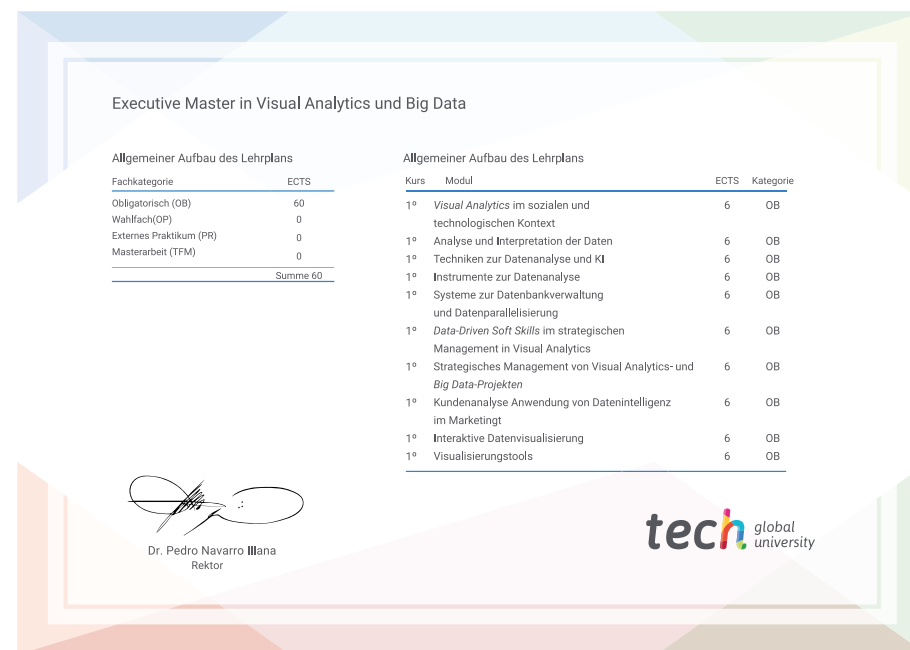 Executive Master in Visual Analytics und Big Data
Allgemeiner Aufbau des Lehrplans
Fachkategorie ECTS
Obligatorisch (OB) 60
Wahlfach(OP) 0
Externes Praktikum (PR) 0
Masterarbeit (TFM) 0
Summe 60
Allgemeiner Aufbau des Lehrplans
Kurs Modul ECTS Kategorie
1º Visual Analytics im sozialen und 6 OB
technologischen Kontext
1º Analyse und Interpretation der Daten 6 OB
1º Techniken zur Datenanalyse und KI 6 OB
1º Instrumente zur Datenanalyse 6 OB
1º Systeme zur Datenbankverwaltung 6 OB
und Datenparallelisierung
1º Data-Driven Soft Skills im strategischen 6 OB
Management in Visual Analytics
1º Strategisches Management von Visual Analytics- und 6 OB
Big Data-Projekten
1º Kundenanalyse Anwendung von Datenintelligenz 6 OB
im Marketingt
1º Interaktive Datenvisualisierung 6 OB
1º Visualisierungstools 6 OB
Dr. Pedro Navarro Illana
Rektor
tech global
university